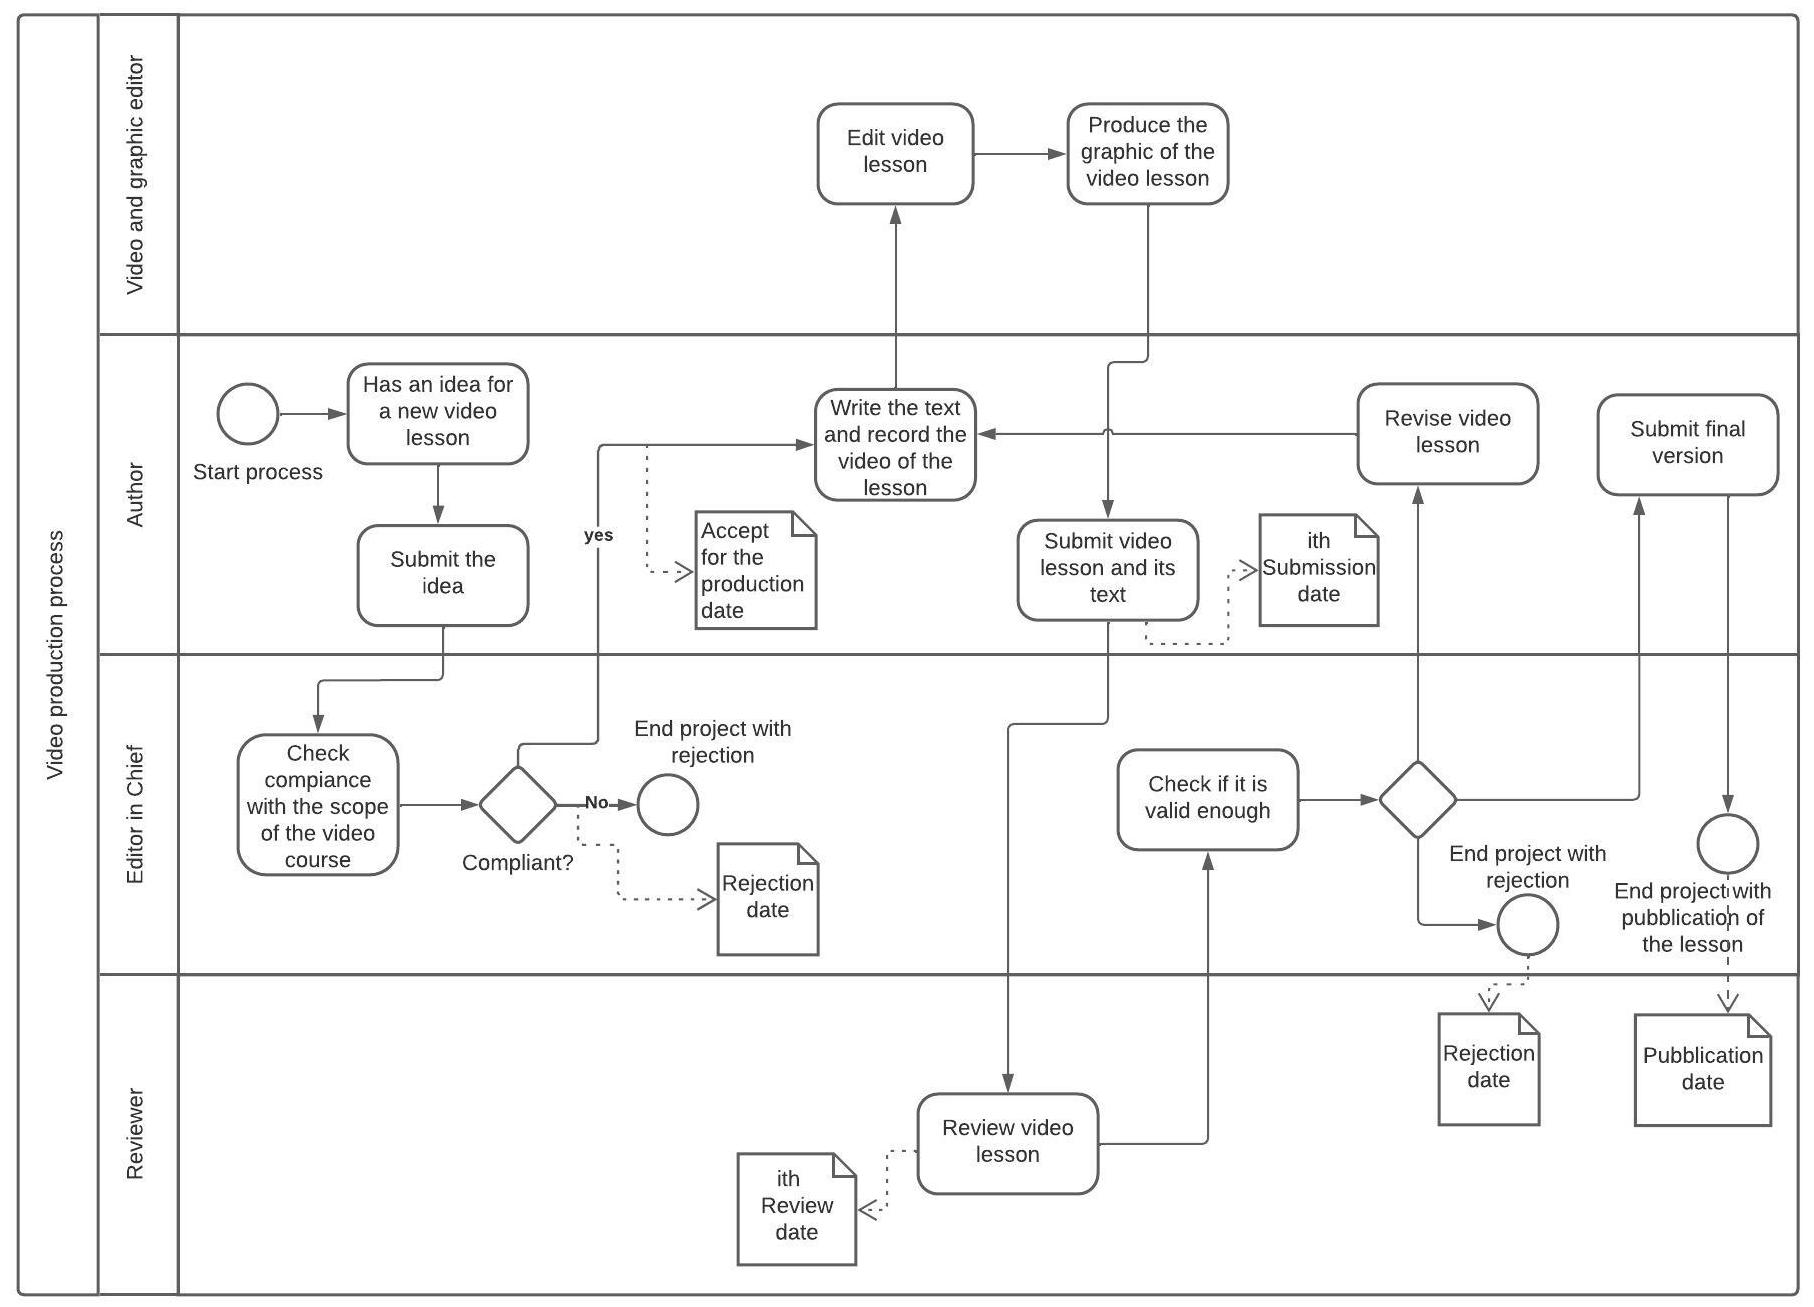 Video production process
Video and graphic editor
Edit video
lesson
Produce the
graphic of the
video lesson
Author
Start process
Has an idea for
a new video
lesson
Submit the
idea
yes
Accept
for the
production
date
Write the text
and record the
video of the
lesson
Submit video
lesson and its
text
ith
Submission
date
Revise video
lesson
Submit final
version
Editor in Chief
Check
compiance
with the scope
of the video
course
Compliant?
No
End project with
rejection
Rejection
date
Check if it is
valid enough
End project with
rejection
End project with
pubblication of
the lesson
Reviewer
ith
Review
date
Review video
lesson
Rejection
date
Pubblication
date